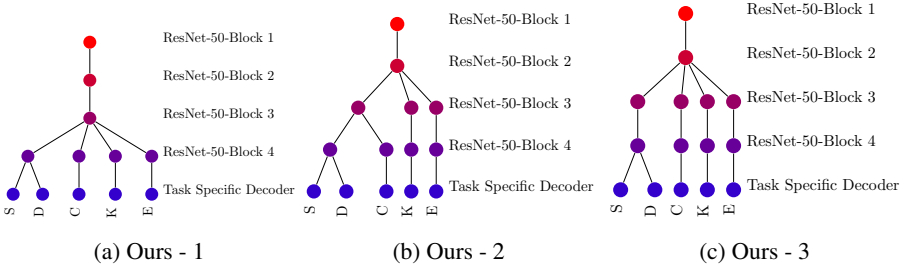 ResNet-50-Block 1
ResNet-50-Block 2
ResNet-50-Block 3
ResNet-50-Block 4
Task Specific Decoder
S D C K E
(a) Ours - 1
ResNet-50-Block 1
ResNet-50-Block 2
ResNet-50-Block 3
ResNet-50-Block 4
Task Specific Decoder
S D C K E
(b) Ours - 2
ResNet-50-Block 1
ResNet-50-Block 2
ResNet-50-Block 3
ResNet-50-Block 4
Task Specific Decoder
S D C K E
(c) Ours - 3